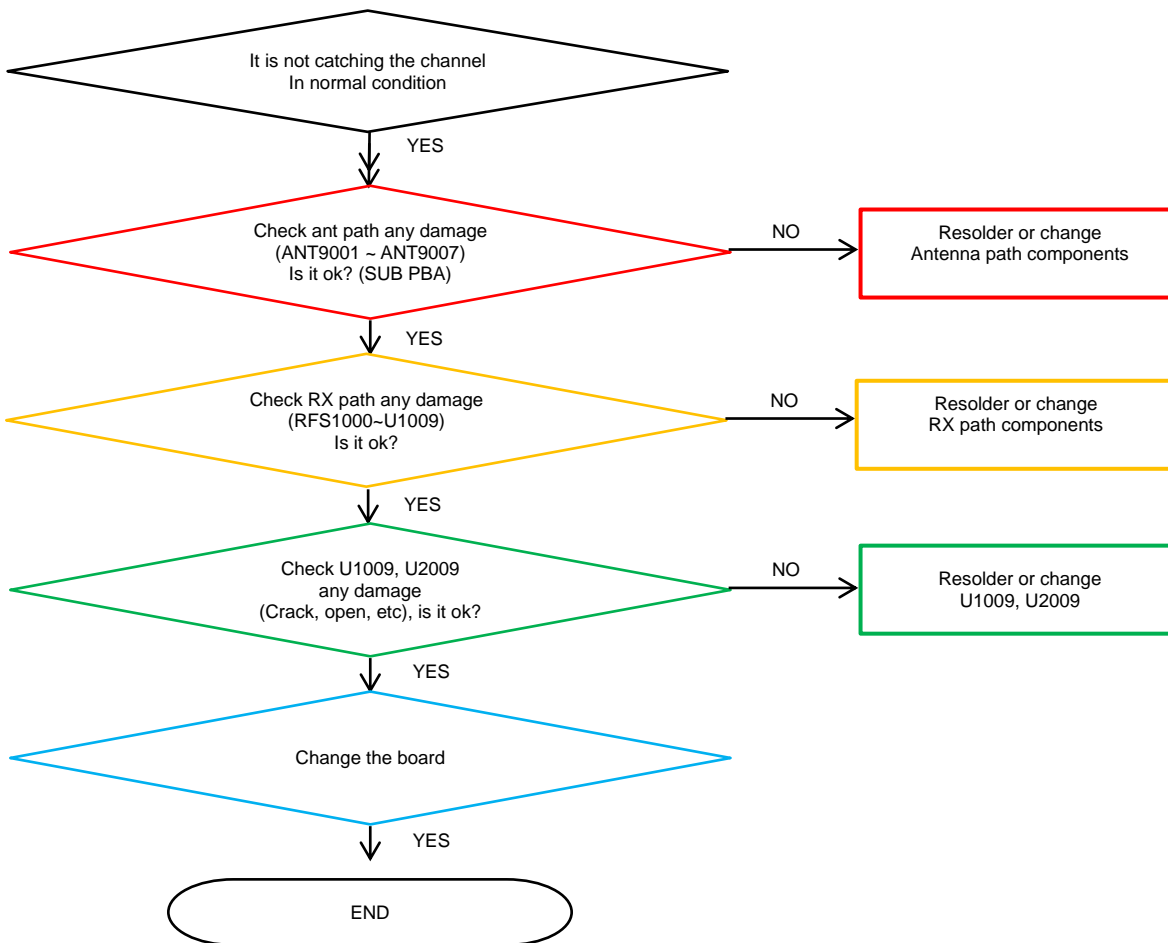 It is not catching the channel
In normal condition
YES
Check ant path any damage
(ANT9001 ~ ANT9007)
Is it ok? (SUB PBA)
NO
Resolder or change
Antenna path components
YES
Check RX path any damage
(RFS1000~U1009)
Is it ok?
NO
Resolder or change
RX path components
YES
Check U1009, U2009
any damage
(Crack, open, etc), is it ok?
NO
Resolder or change
U1009, U2009
YES
Change the board
YES
END